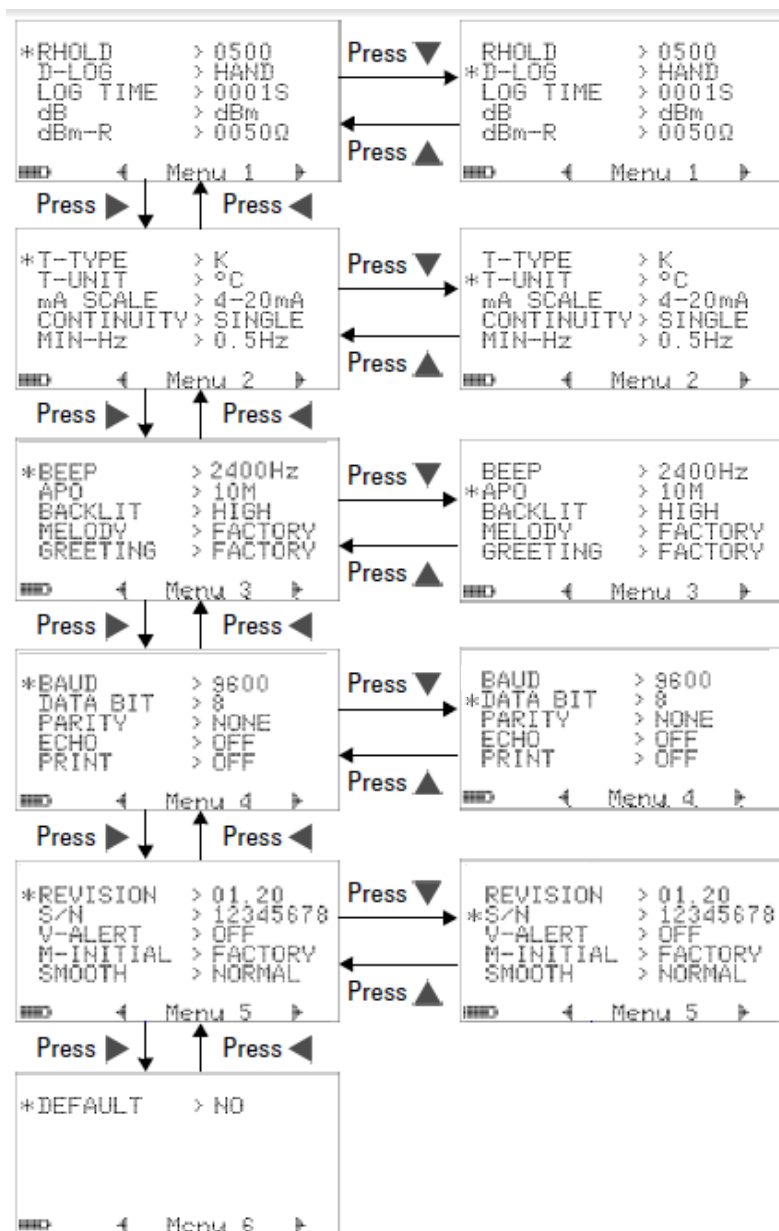 *RHOLD > 0500
D-LOG > HAND
LOG TIME > 0001S
dB > dBm
dBm-R > 0050Ω
Menu 1
Press ▼
Press ▲
RHOLD > 0500
*D-LOG > HAND
LOG TIME > 0001S
dB > dBm
dBm-R > 0050Ω
Menu 1
Press ▶ Press ◀
*T-TYPE > K
T-UNIT > °C
mA SCALE > 4-20mA
CONTINUITY > SINGLE
MIN-Hz > 0.5Hz
Menu 2
Press ▼
Press ▲
T-TYPE > K
*T-UNIT > °C
mA SCALE > 4-20mA
CONTINUITY > SINGLE
MIN-Hz > 0.5Hz
Menu 2
Press ▶ Press ◀
*BEEP > 2400Hz
APO > 10M
BACKLIT > HIGH
MELODY > FACTORY
GREETING > FACTORY
Menu 3
Press ▼
Press ▲
BEEP > 2400Hz
*APO > 10M
BACKLIT > HIGH
MELODY > FACTORY
GREETING > FACTORY
Menu 3
Press ▶ Press ◀
*BAUD > 9600
DATA BIT > 8
PARITY > NONE
ECHO > OFF
PRINT > OFF
Menu 4
Press ▼
Press ▲
BAUD > 9600
*DATA BIT > 8
PARITY > NONE
ECHO > OFF
PRINT > OFF
Menu 4
Press ▶ Press ◀
*REVISION > 01.20
S/N > 12345678
V-ALERT > OFF
M-INITIAL > FACTORY
SMOOTH > NORMAL
Menu 5
Press ▼
Press ▲
REVISION > 01.20
*S/N > 12345678
V-ALERT > OFF
M-INITIAL > FACTORY
SMOOTH > NORMAL
Menu 5
Press ▶ Press ◀
*DEFAULT > NO
Menu 6